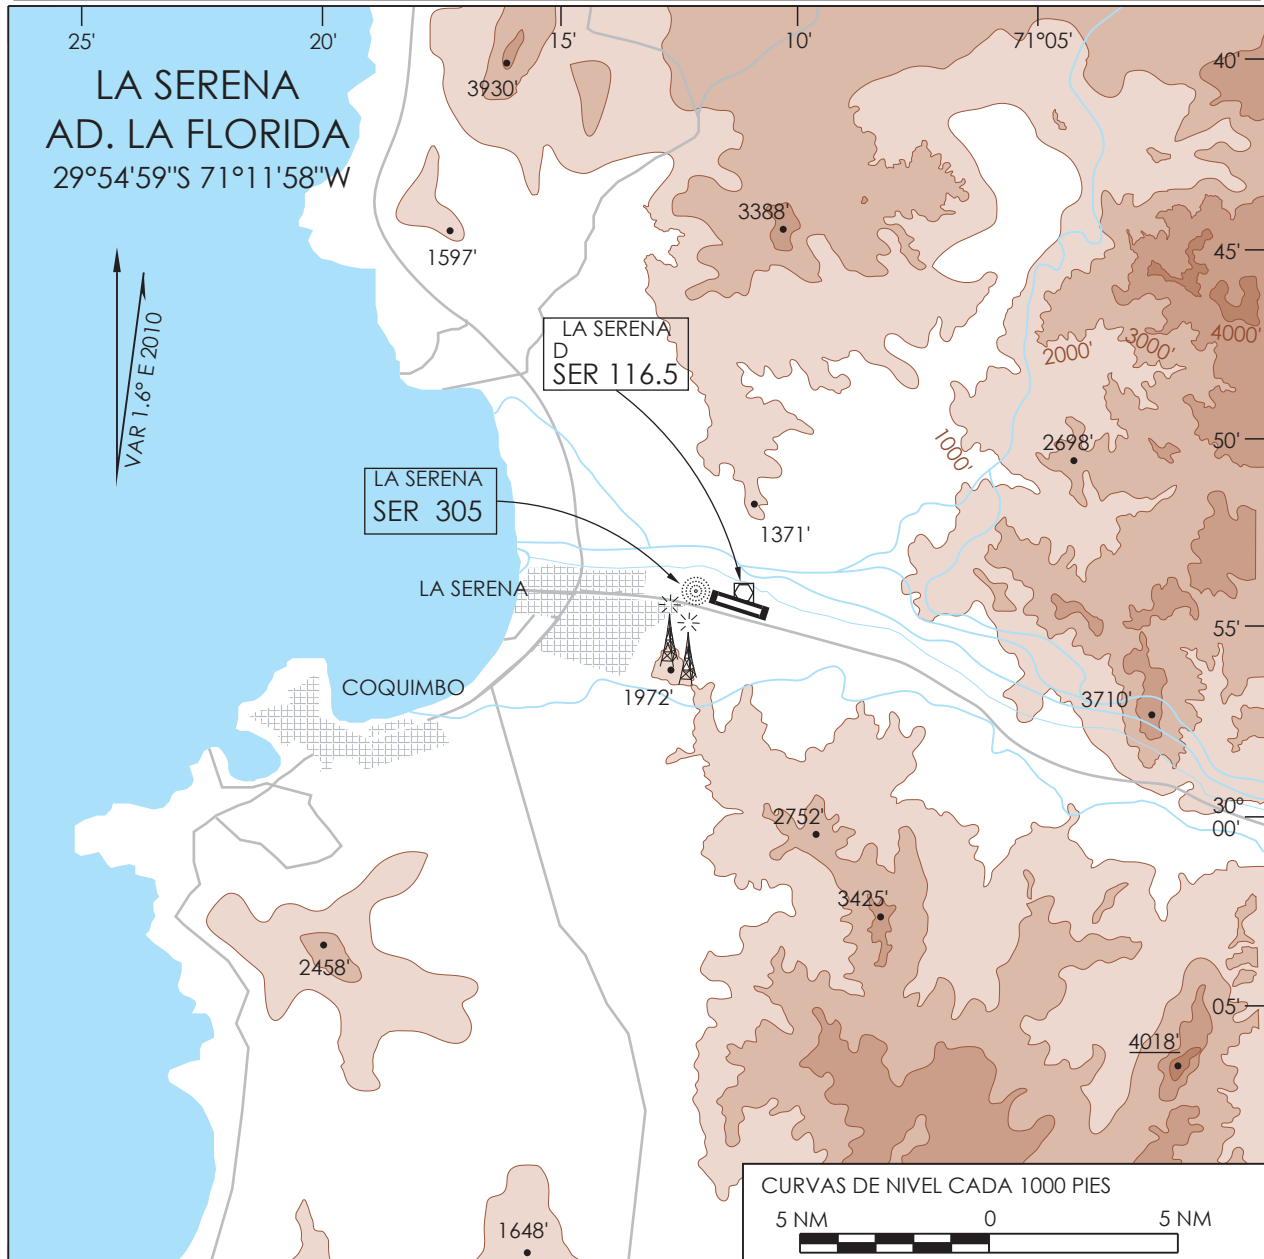 25'
20'
15'
10'
71°05'
40'
LA SERENA
AD. LA FLORIDA
29°54'59"S 71°11'58"W
3930'
3388'
1597'
45'
VAR 1.6° E 2010
LA SERENA
D
SER 116.5
2000'
3000'
4000'
1000'
2698'
50'
LA SERENA
SER 305
1371'
LA SERENA
55'
COQUIMBO
1972'
3710'
2752'
30°
00'
3425'
2458'
05'
4018'
1648'
CURVAS DE NIVEL CADA 1000 PIES
5 NM 0 5 NM